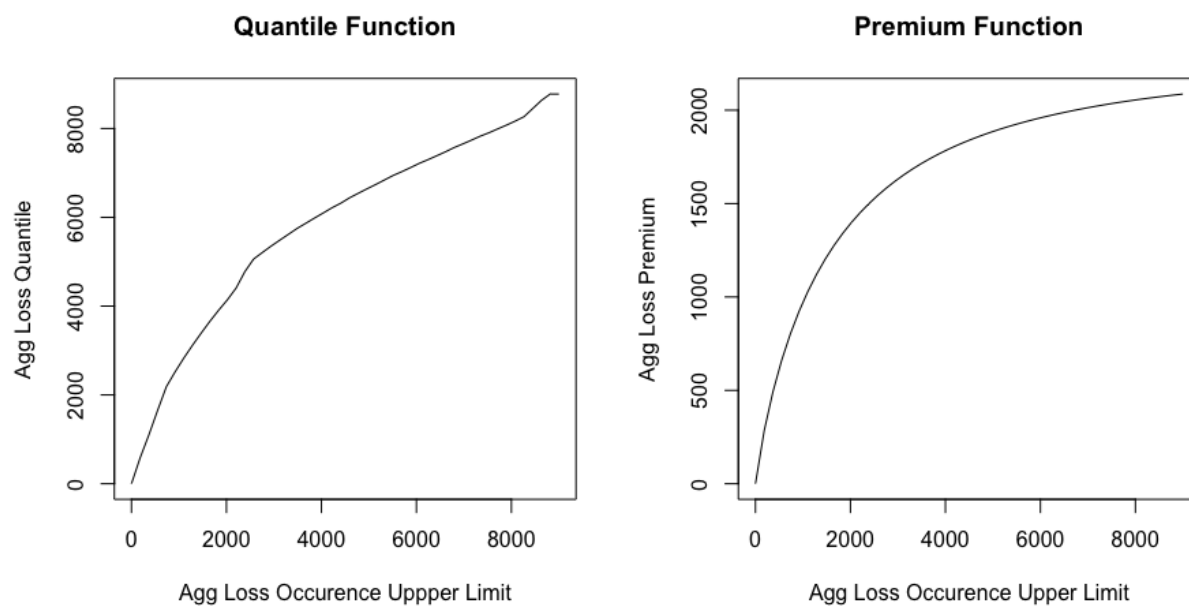 Quantile Function
Agg Loss Quantile
8000
6000
4000
2000
0
0 2000 4000 6000 8000
Agg Loss Occurence Uppper Limit
Premium Function
Agg Loss Premium
2000
1500
1000
500
0
0 2000 4000 6000 8000
Agg Loss Occurence Upper Limit